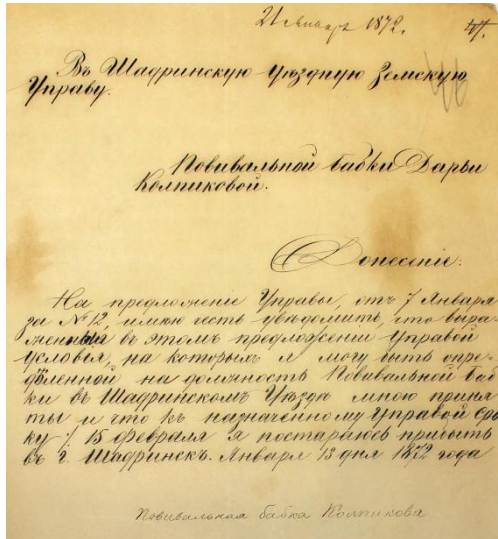 21 января 1872.
Въ Шадринскую Уѣздную Земскую
Управу.
Повивальной бабки Дарьи
Колпиковой.
Донесеніе.
На предложеніе Управы, отъ 7 Января
за № 12, имѣю честь увѣдомить, что выра-
женныя въ этомъ предложеніи Управой
условья, на которыхъ я могу быть опре-
дѣленной на должность Повивальной баб
ки въ Шадринскомъ Уѣздѣ мною приня
ты и что къ назначенному Управой сро
ку / 15 февраля я постараюсь прибыть
въ г. Шадринскъ. Января 13 дня 1872 года
Повивальная бабка Колпикова